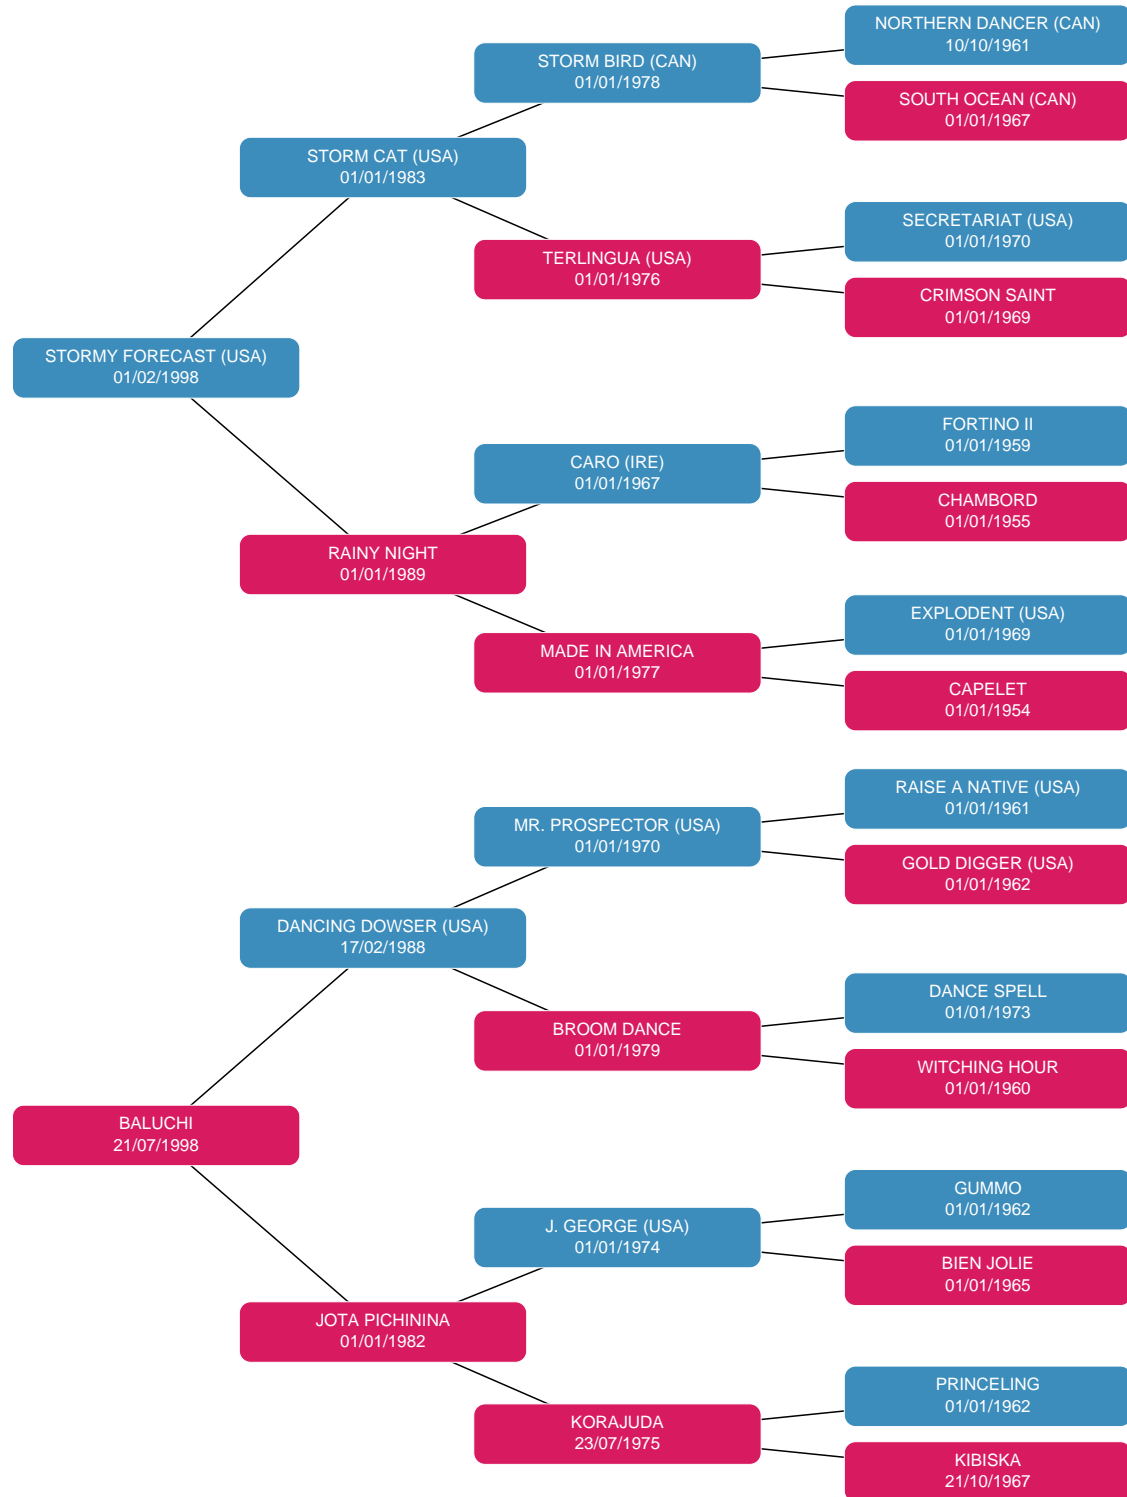 NORTHERN DANCER (CAN)
10/10/1961
STORM BIRD (CAN)
01/01/1978
SOUTH OCEAN (CAN)
01/01/1967
STORM CAT (USA)
01/01/1983
SECRETARIAT (USA)
01/01/1970
TERLINGUA (USA)
01/01/1976
CRIMSON SAINT
01/01/1969
STORMY FORECAST (USA)
01/02/1998
FORTINO II
01/01/1959
CARO (IRE)
01/01/1967
CHAMBORD
01/01/1955
RAINY NIGHT
01/01/1989
EXPLODENT (USA)
01/01/1969
MADE IN AMERICA
01/01/1977
CAPELET
01/01/1954
RAISE A NATIVE (USA)
01/01/1961
MR. PROSPECTOR (USA)
01/01/1970
GOLD DIGGER (USA)
01/01/1962
DANCING DOWSER (USA)
17/02/1988
DANCE SPELL
01/01/1973
BROOM DANCE
01/01/1979
WITCHING HOUR
01/01/1960
BALUCHI
21/07/1998
GUMMO
01/01/1962
J. GEORGE (USA)
01/01/1974
BIEN JOLIE
01/01/1965
JOTA PICHININA
01/01/1982
PRINCELING
01/01/1962
KORAJUDA
23/07/1975
KIBISKA
21/10/1967